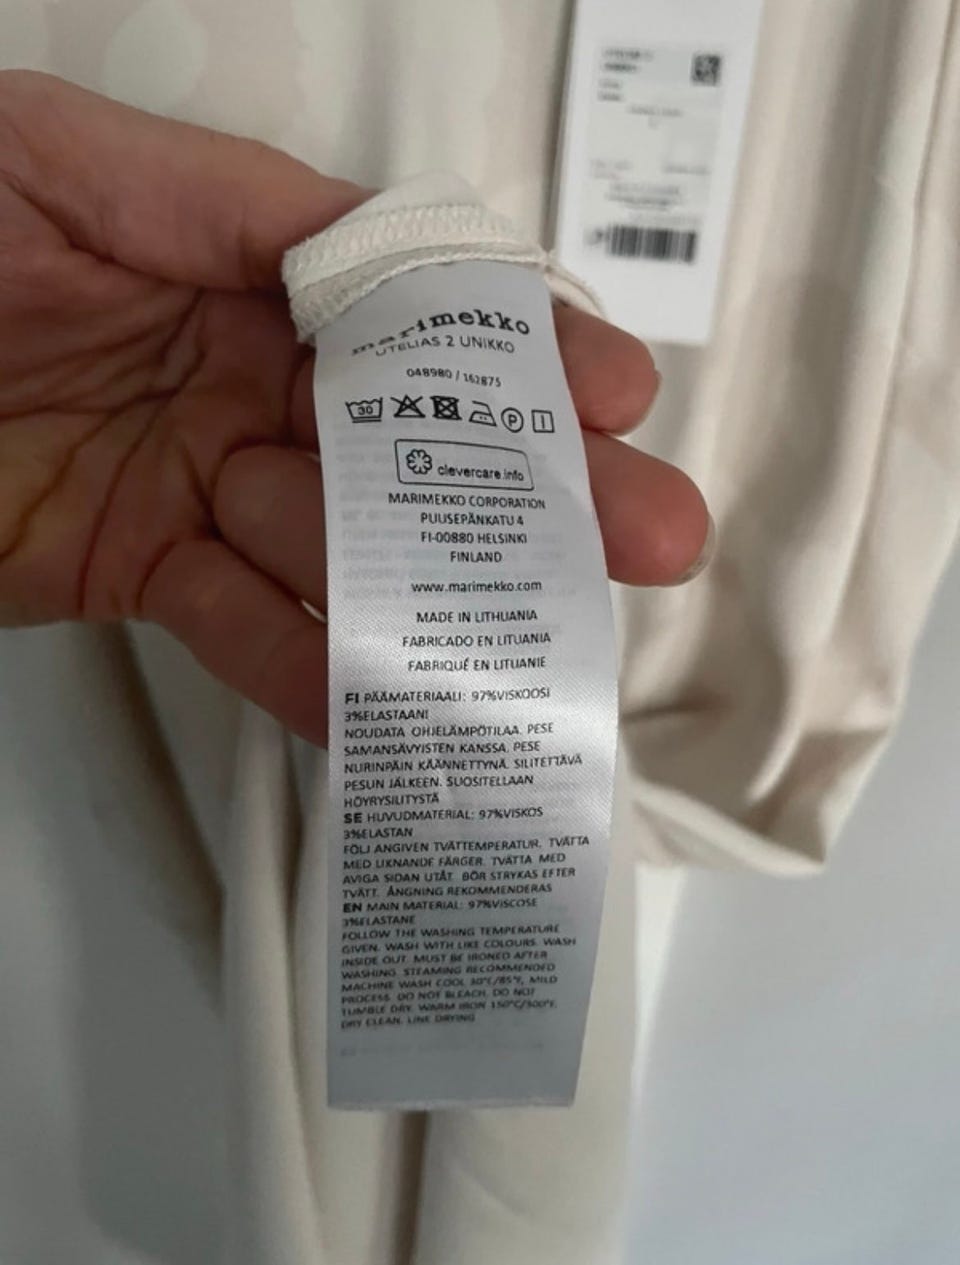 marimekko
UTELIAS 2 UNIKKO
048980 / 162875
30
P
clevercare.info
MARIMEKKO CORPORATION
PUUSEPÄNKATU 4
FI-00880 HELSINKI
FINLAND
www.marimekko.com
MADE IN LITHUANIA
FABRICADO EN LITUANIA
FABRIQUÉ EN LITUANIE
FI PÄÄMATERIAALI: 97%VISKOOSI
3%ELASTAANI
NOUDATA OHJELÄMPÖTILAA. PESE
SAMANSÄVYISTEN KANSSA. PESE
NURINPÄIN KÄÄNNETTYNÄ. SILITETTÄVÄ
PESUN JÄLKEEN. SUOSITELLAAN
HÖYRYSILITYSTÄ
SE HUVUDMATERIAL: 97%VISKOS
3%ELASTAN
FÖLJ ANGIVEN TVÄTTEMPERATUR. TVÄTTA
MED LIKNANDE FÄRGER. TVÄTTA MED
AVIGA SIDAN UTÅT. BÖR STRYKAS EFTER
TVÄTT. ÅNGNING REKOMMENDERAS
EN MAIN MATERIAL: 97%VISCOSE
3%ELASTANE
FOLLOW THE WASHING TEMPERATURE
GIVEN. WASH WITH LIKE COLOURS. WASH
INSIDE OUT. MUST BE IRONED AFTER
WASHING. STEAMING RECOMMENDED
MACHINE WASH COOL 30°C/85°F, MILD
PROCESS. DO NOT BLEACH. DO NOT
TUMBLE DRY. WARM IRON 150°C/300°F.
DRY CLEAN. LINE DRYING